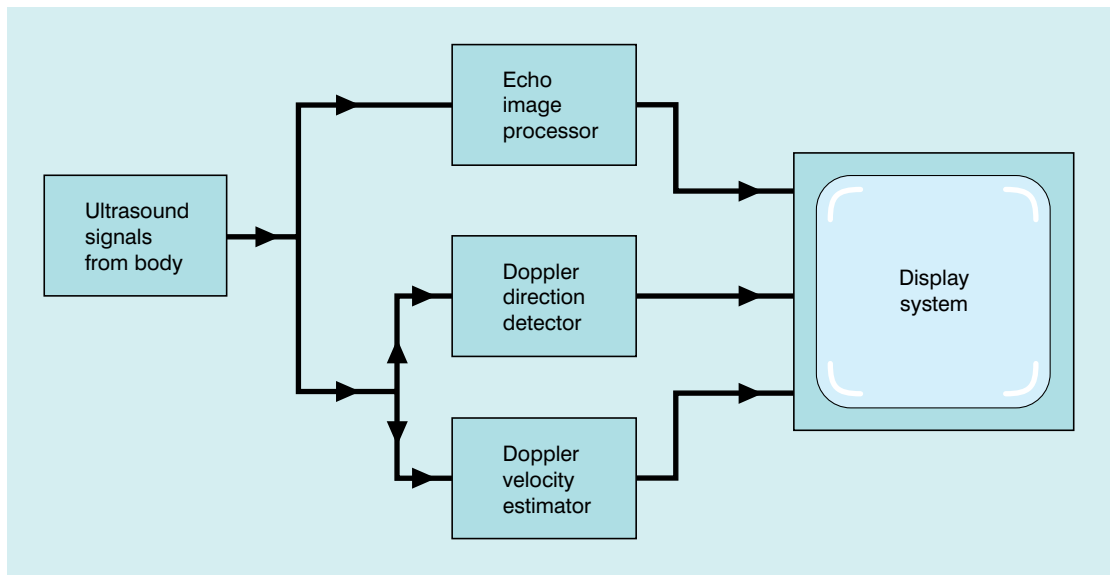 Ultrasound
signals
from body
Echo
image
processor
Doppler
direction
detector
Doppler
velocity
estimator
Display
system